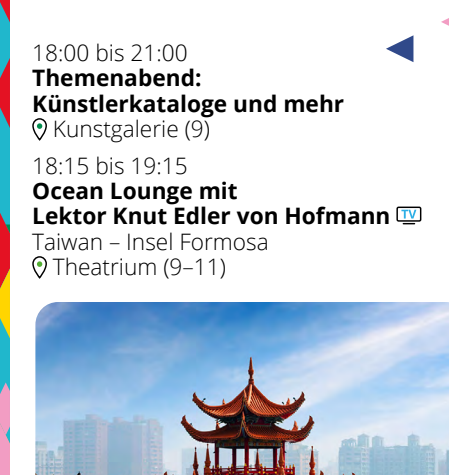 18:00 bis 21:00
Themenabend:
Künstlerkataloge und mehr
Kunstgalerie (9)
18:15 bis 19:15
Ocean Lounge mit
Lektor Knut Edler von Hofmann TV
Taiwan – Insel Formosa
Theatrium (9–11)